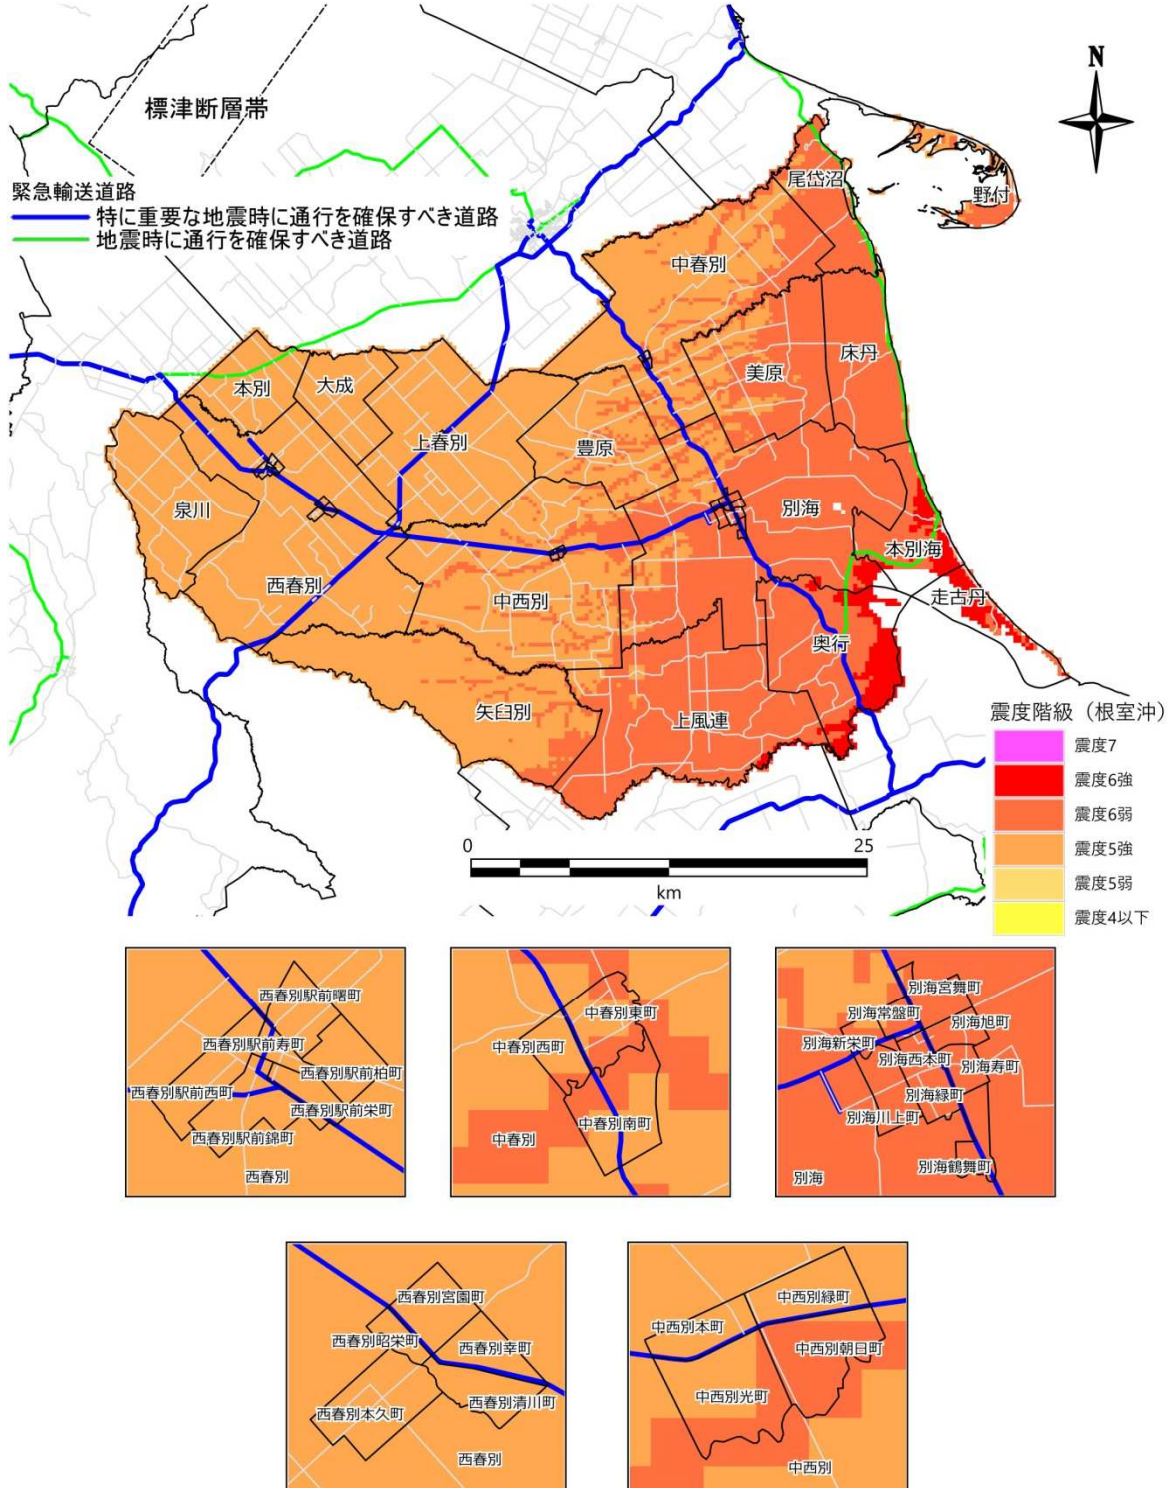 N
標津断層帯
緊急輸送道路
特に重要な地震時に通行を確保すべき道路
地震時に通行を確保すべき道路
尾岱沼
野付
中春別
床丹
美原
本別
大成
上春別
豊原
泉川
別海
本別海
西春別
中西別
走古丹
奥行
矢臼別
上風連
震度階級（根室沖）
震度7
震度6強
震度6弱
震度5強
震度5弱
震度4以下
0
25
km
西春別駅前曙町
西春別駅前寿町
西春別駅前柏町
西春別駅前西町
西春別駅前栄町
西春別駅前錦町
西春別
中春別東町
中春別西町
中春別南町
中春別
別海宮舞町
別海常盤町
別海旭町
別海新栄町
別海西本町
別海寿町
別海緑町
別海川上町
別海鶴舞町
別海
西春別宮園町
西春別昭栄町
西春別幸町
西春別清川町
西春別本久町
西春別
中西別緑町
中西別本町
中西別朝日町
中西別光町
中西別